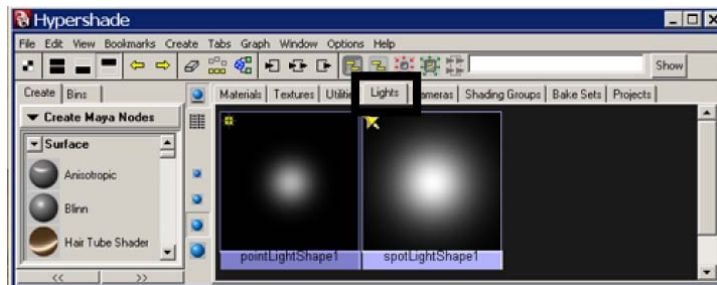 Hypershade
File Edit View Bookmarks Create Tabs Graph Window Options Help
Show
Create Bins
Materials Textures Lights Shading Groups Bake Sets Projects
Create Maya Nodes
Surface
Anisotropic
Blinn
Hair Tube Shader
<< >>
pointLightShape1 spotLightShape1